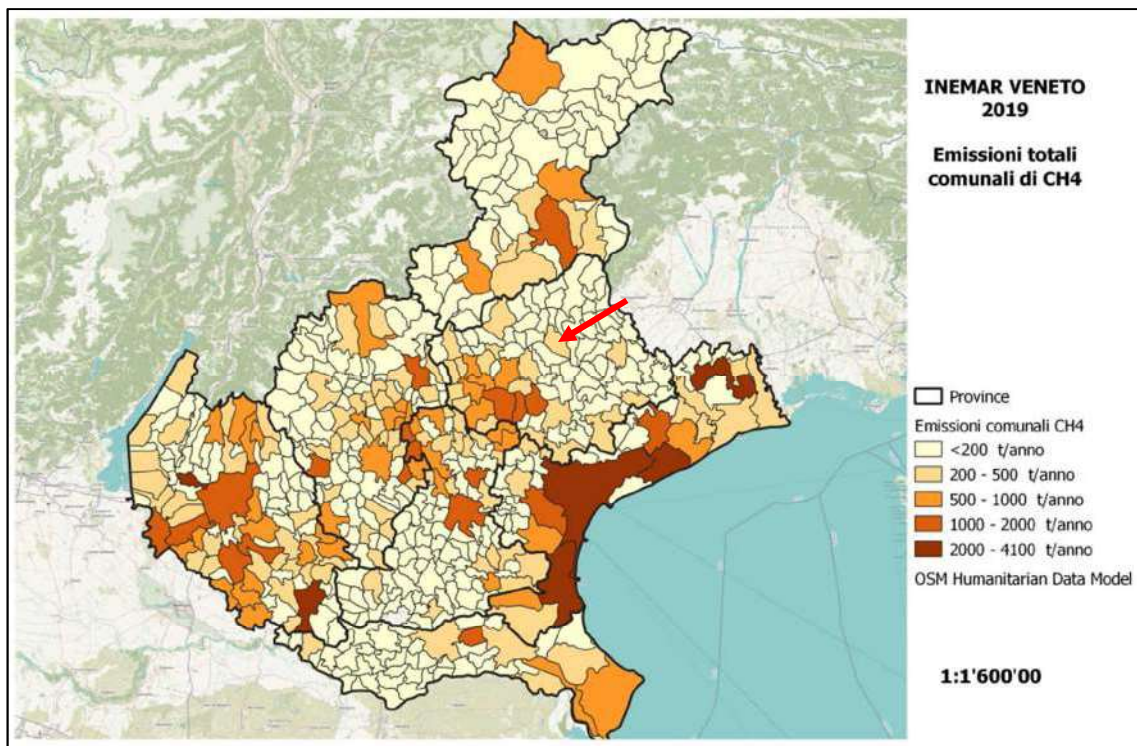 INEMAR VENETO
2019
Emissioni totali
comunali di CH4
Province
Emissioni comunali CH4
<200 t/anno
200 - 500 t/anno
500 - 1000 t/anno
1000 - 2000 t/anno
2000 - 4100 t/anno
OSM Humanitarian Data Model
1:1'600'00